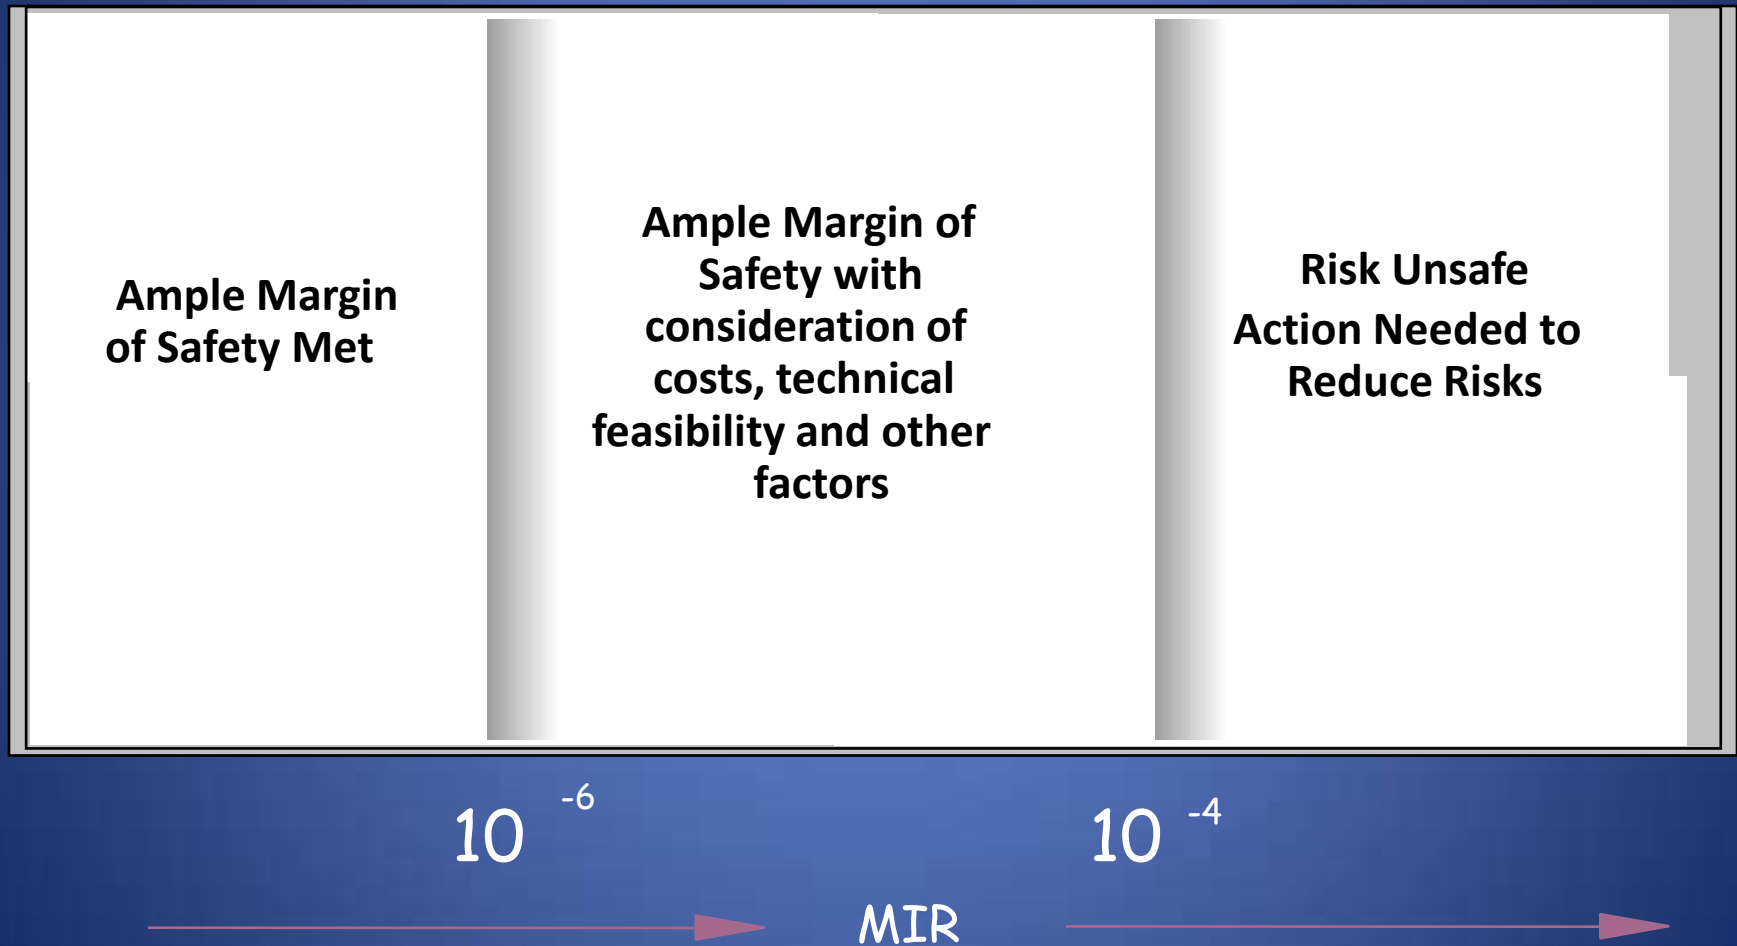 Ample Margin
of Safety Met
Ample Margin of
Safety with
consideration of
costs, technical
feasibility and other
factors
Risk Unsafe
Action Needed to
Reduce Risks
10 -6
10 -4
MIR